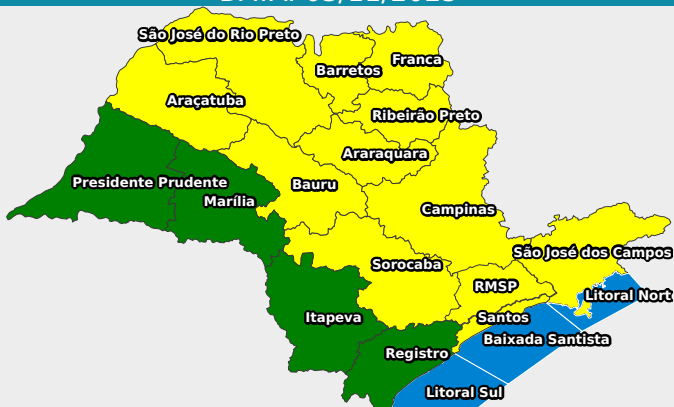 São José do Rio Preto
Franca
Barretos
Araçatuba
Ribeirão Preto
Araraquara
Presidente Prudente
Bauru
Marília
Campinas
São José dos Campos
Sorocaba
RMSP
Litoral Nort
Itapeva
Santos
Baixada Santista
Registro
Litoral Sul